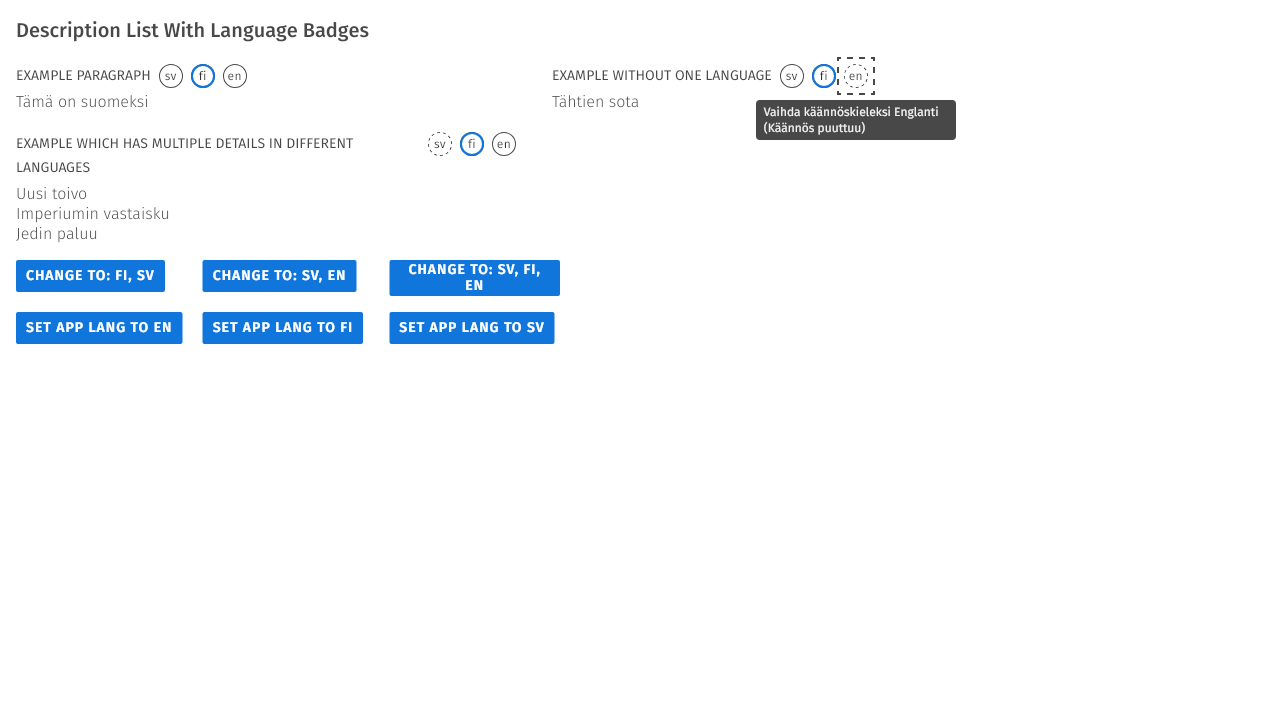 Description List With Language Badges
EXAMPLE PARAGRAPH sv fi en
Tämä on suomeksi
EXAMPLE WITHOUT ONE LANGUAGE sv fi en
Tähtien sota
Vaihda käännöskieleksi Englanti
(Käännös puuttuu)
EXAMPLE WHICH HAS MULTIPLE DETAILS IN DIFFERENT
LANGUAGES
sv fi en
Uusi toivo
Imperiumin vastaisku
Jedin paluu
CHANGE TO: FI, SV
CHANGE TO: SV, EN
CHANGE TO: SV, FI,
EN
SET APP LANG TO EN
SET APP LANG TO FI
SET APP LANG TO SV